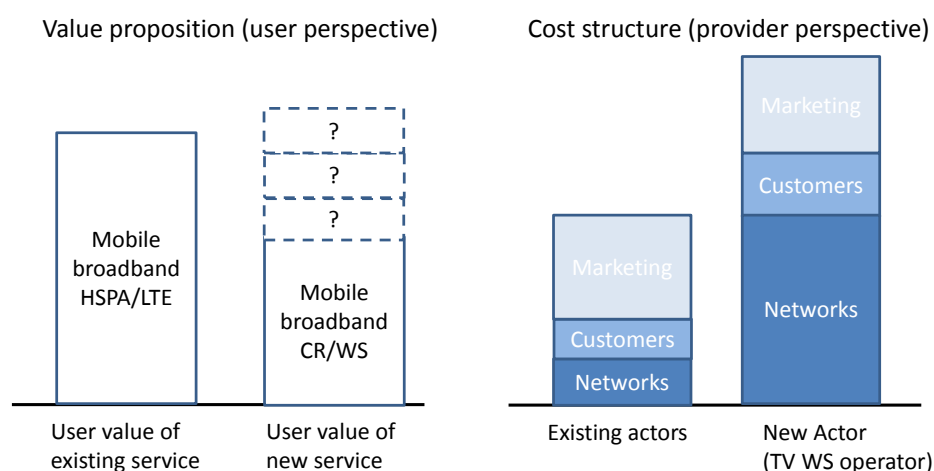 Value proposition (user perspective)
Cost structure (provider perspective)
?
?
?
Mobile
broadband
HSPA/LTE
Mobile
broadband
CR/WS
Marketing
Customers
Networks
Marketing
Customers
Networks
User value of
existing service
User value of
new service
Existing actors
New Actor
(TV WS operator)